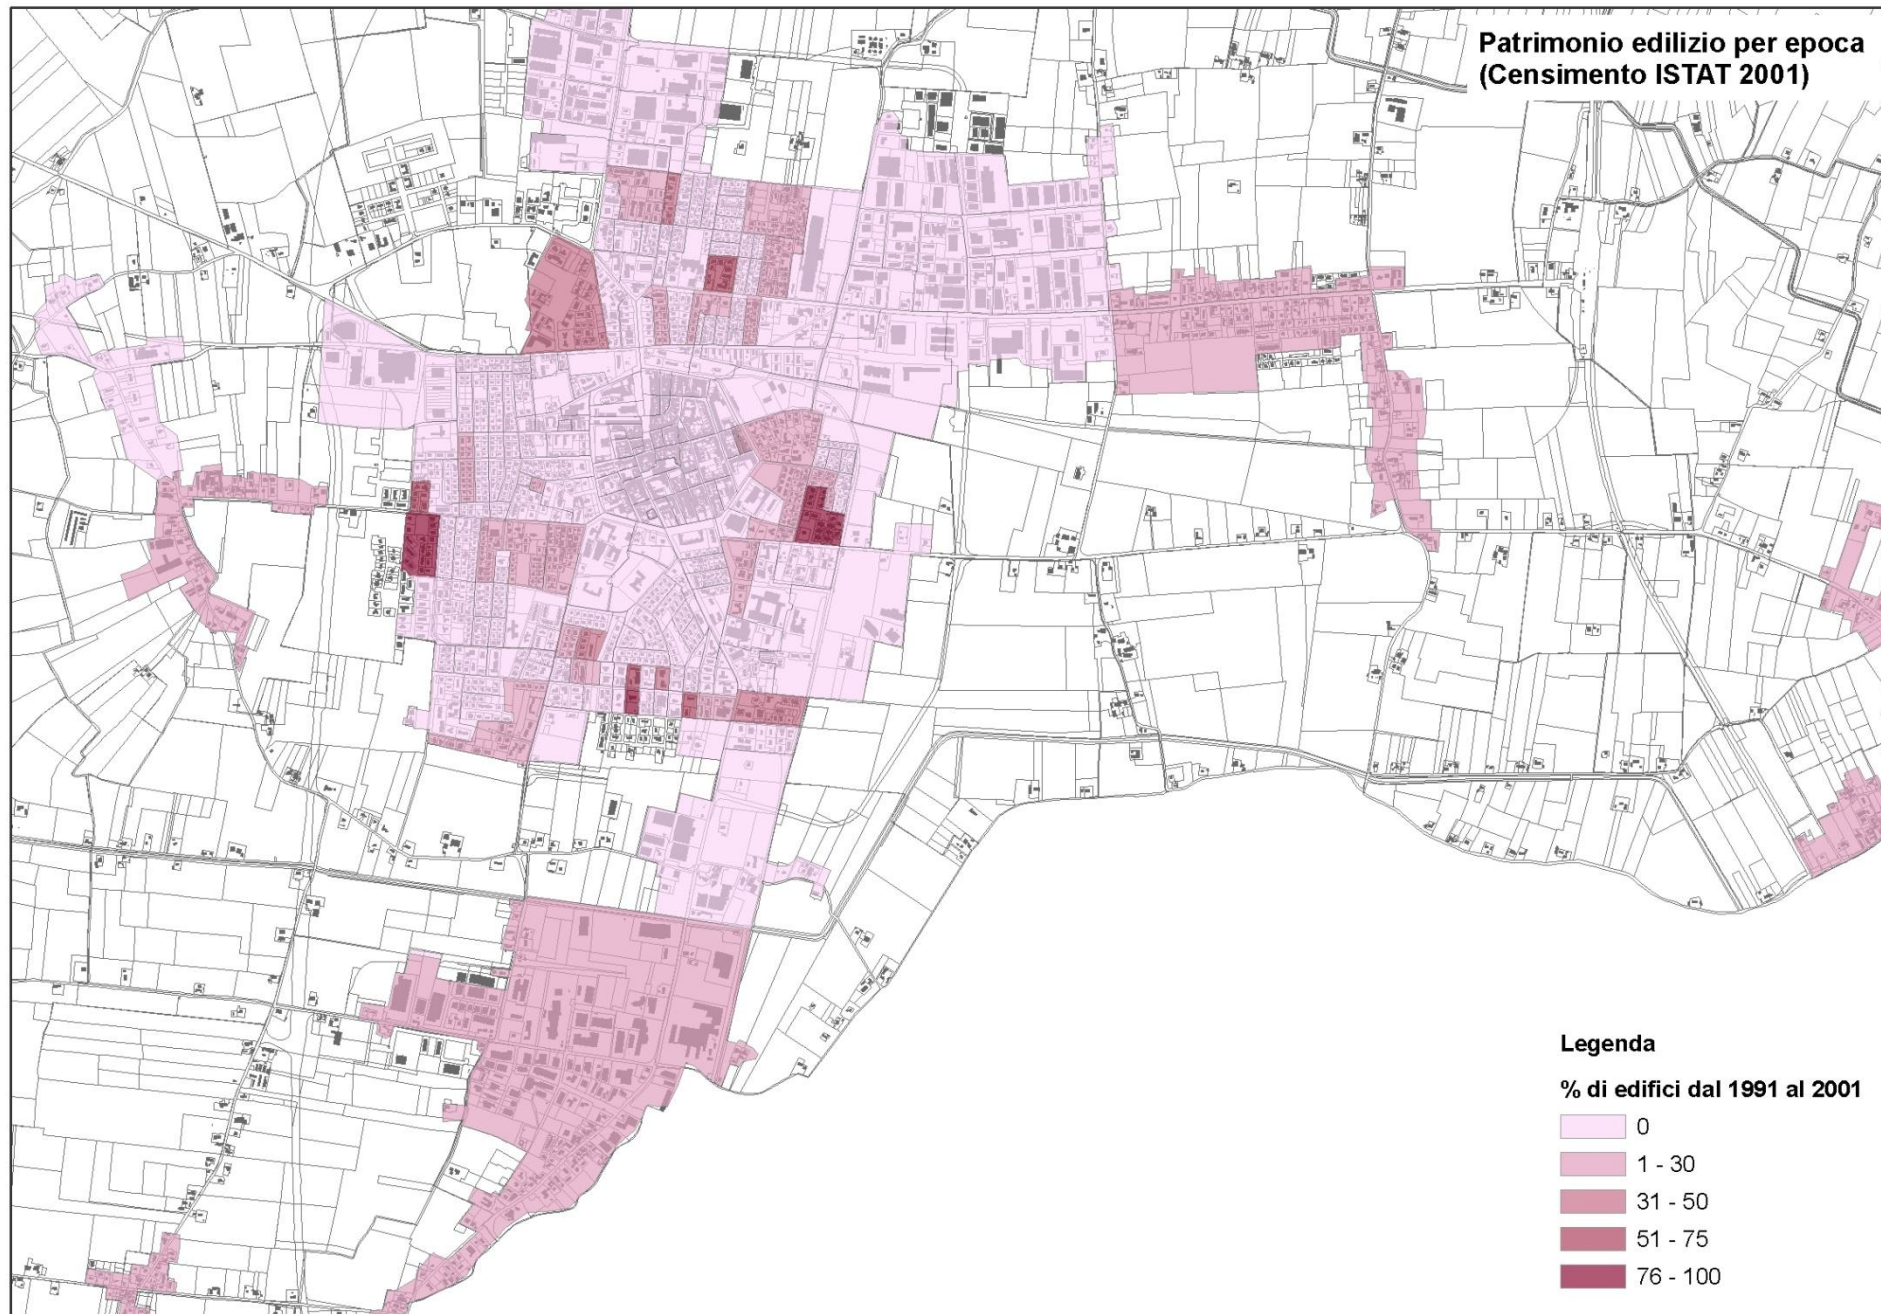 Patrimonio edilizio per epoca
(Censimento ISTAT 2001)
Legenda
% di edifici dal 1991 al 2001
0
1 - 30
31 - 50
51 - 75
76 - 100